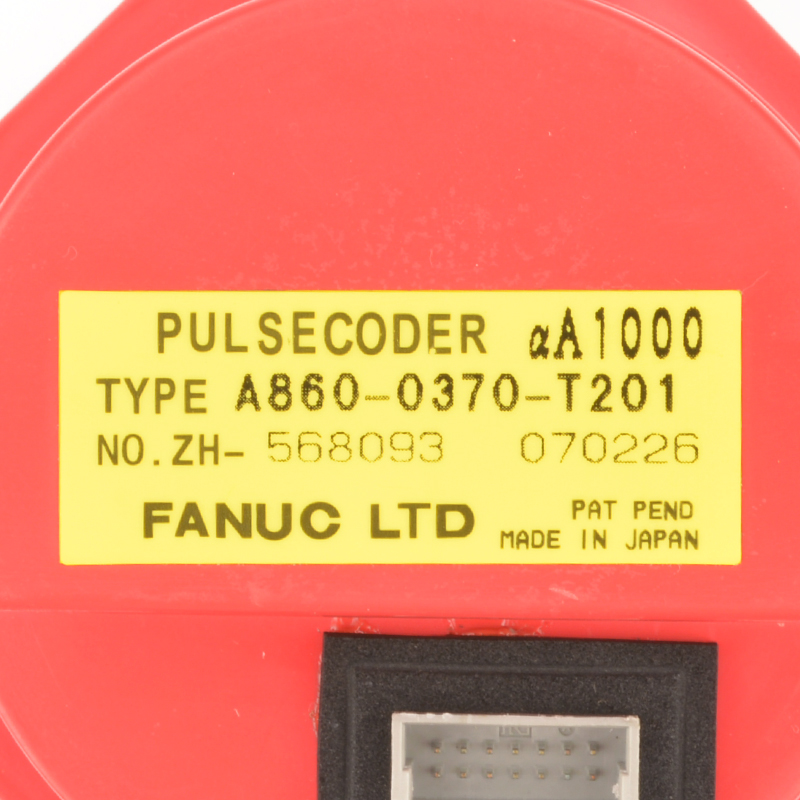 PULSECODER αA1000
TYPE A860-0370-T201
NO.ZH- 568093 070226
FANUC LTD
PAT PEND
MADE IN JAPAN